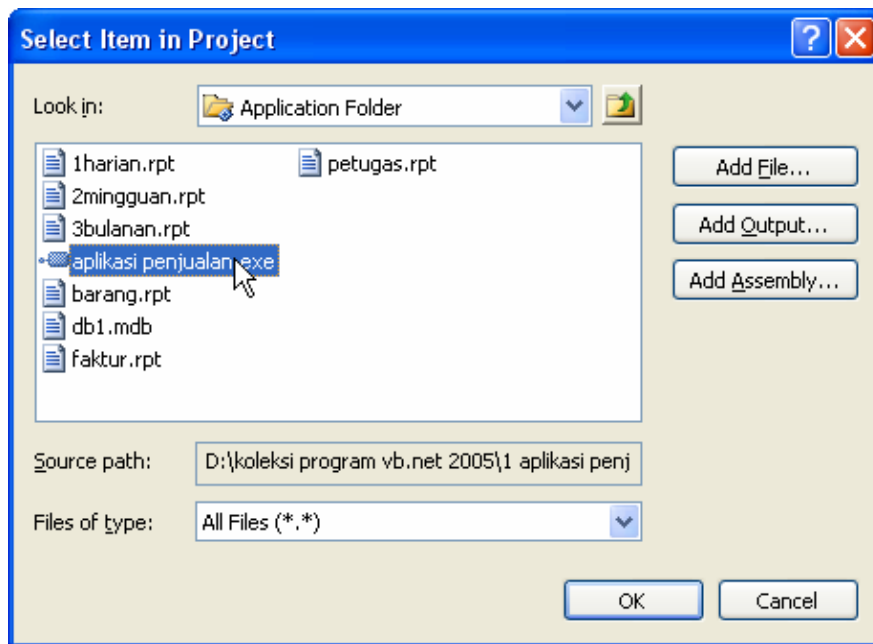 Select Item in Project
Look in:
Application Folder
1harian.rpt
2mingguan.rpt
3bulanan.rpt
aplikasi penjualan.exe
barang.rpt
db1.mdb
faktur.rpt
petugas.rpt
Add File...
Add Output...
Add Assembly...
Source path:
D:\koleksi program vb.net 2005\1 aplikasi penj
Files of type:
All Files (*.*)
OK
Cancel